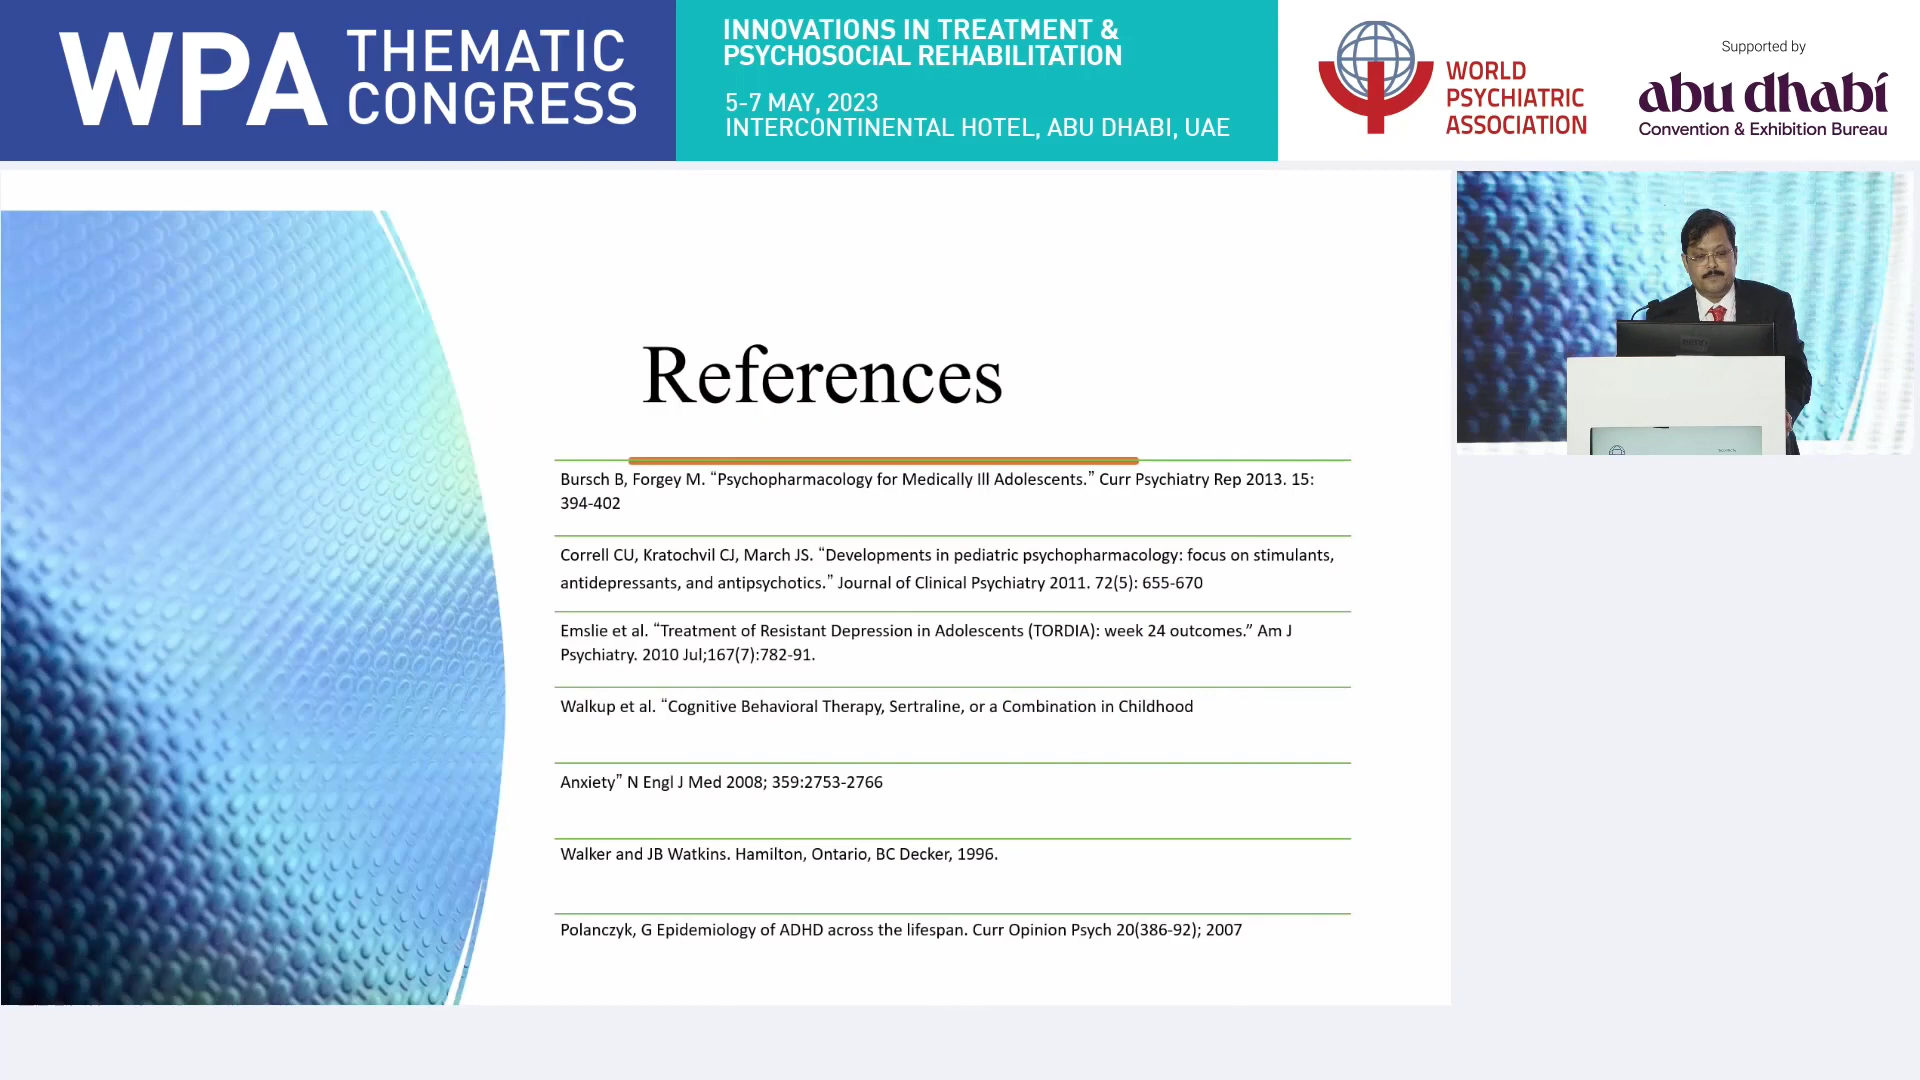 WPA THEMATIC
CONGRESS
INNOVATIONS IN TREATMENT &
PSYCHOSOCIAL REHABILITATION
5-7 MAY, 2023
INTERCONTINENTAL HOTEL, ABU DHABI, UAE
WORLD
PSYCHIATRIC
ASSOCIATION
Supported by
abu dhabi
Convention & Exhibition Bureau
References
Bursch B, Forgey M. “Psychopharmacology for Medically Ill Adolescents.” Curr Psychiatry Rep 2013. 15:
394-402
Correll CU, Kratochvil CJ, March JS. “Developments in pediatric psychopharmacology: focus on stimulants,
antidepressants, and antipsychotics.” Journal of Clinical Psychiatry 2011. 72(5): 655-670
Emslie et al. “Treatment of Resistant Depression in Adolescents (TORDIA): week 24 outcomes.” Am J
Psychiatry. 2010 Jul;167(7):782-91.
Walkup et al. “Cognitive Behavioral Therapy, Sertraline, or a Combination in Childhood
Anxiety” N Engl J Med 2008; 359:2753-2766
Walker and JB Watkins. Hamilton, Ontario, BC Decker, 1996.
Polanczyk, G Epidemiology of ADHD across the lifespan. Curr Opinion Psych 20(386-92); 2007